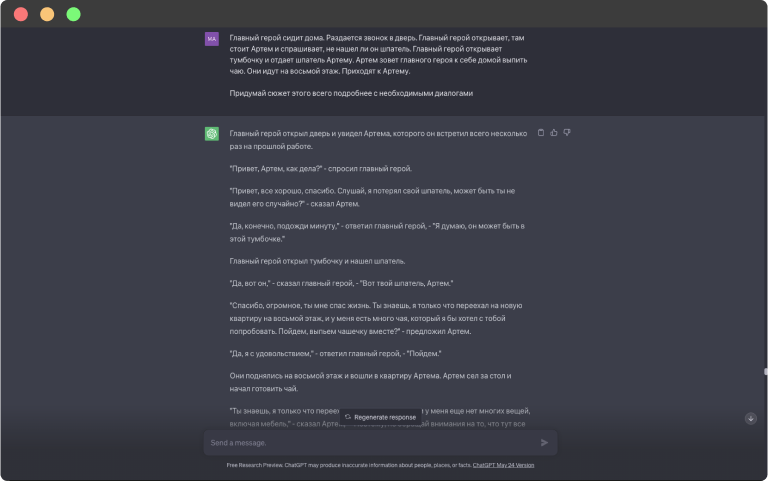 MA
Главный герой сидит дома. Раздается звонок в дверь. Главный герой открывает, там
стоит Артем и спрашивает, не нашел ли он шпатель. Главный герой открывает
тумбочку и отдает шпатель Артему. Артем зовет главного героя к себе домой выпить
чаю. Они идут на восьмой этаж. Приходят к Артему.
Придумай сюжет этого всего подробнее с необходимыми диалогами
Главный герой открыл дверь и увидел Артема, которого он встретил всего несколько
раз на прошлой работе.
"Привет, Артем, как дела?" - спросил главный герой.
"Привет, все хорошо, спасибо. Слушай, я потерял свой шпатель, может быть ты не
видел его случайно?" - сказал Артем.
"Да, конечно, подожди минуту," - ответил главный герой, - "Я думаю, он может быть в
этой тумбочке."
Главный герой открыл тумбочку и нашел шпатель.
"Да, вот он," - сказал главный герой, - "Вот твой шпатель, Артем."
"Спасибо, огромное, ты мне спас жизнь. Ты знаешь, я только что переехал на новую
квартиру на восьмой этаж, и у меня есть много чая, который я бы хотел с тобой
попробовать. Пойдем, выпьем чашечку вместе?" - предложил Артем.
"Да, я с удовольствием," - ответил главный герой, - "Пойдем."
Они поднялись на восьмой этаж и вошли в квартиру Артема. Артем сел за стол и
начал готовить чай.
"Ты знаешь, я только что перее и у меня еще нет многих вещей,
Regenerate response
включая мебель," - сказал Арте внимания на то, что тут все
Send a message.
Free Research Preview. ChatGPT may produce inaccurate information about people, places, or facts. ChatGPT May 24 Version